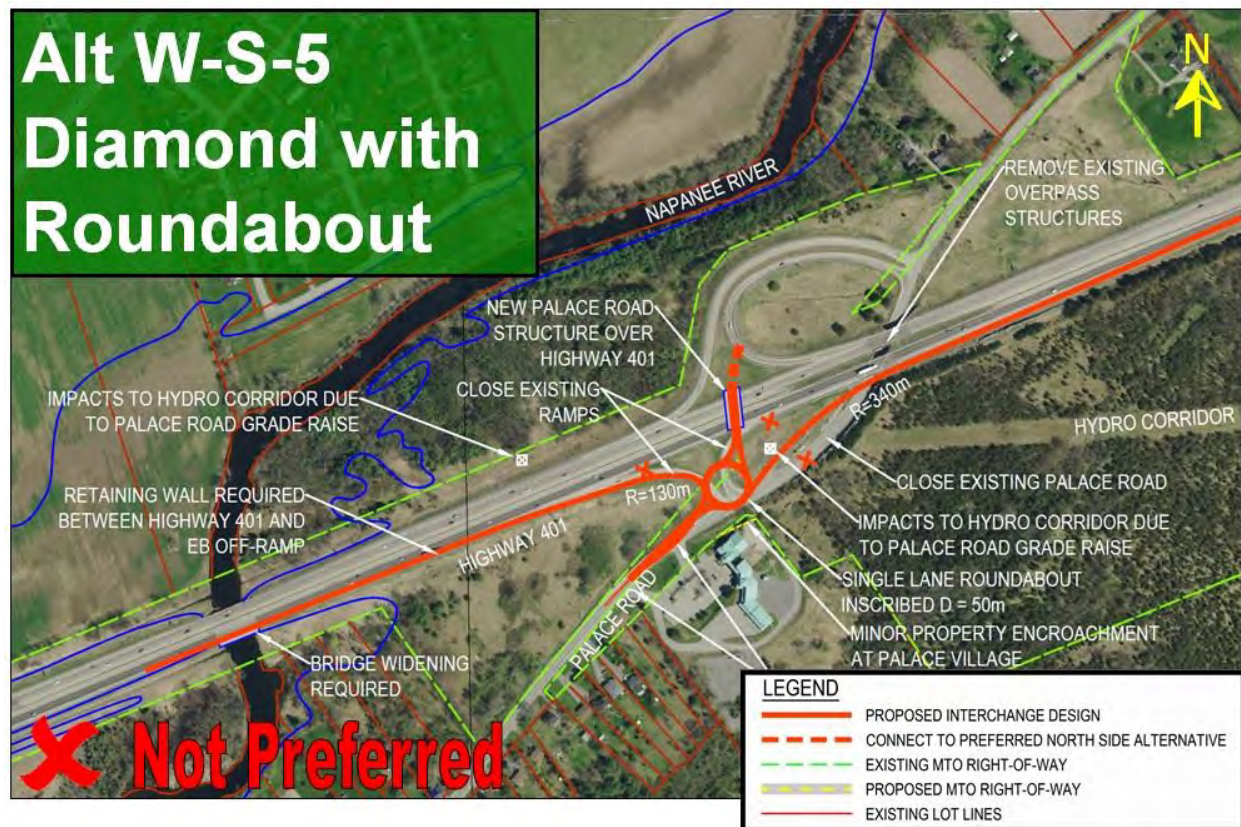 Alt W-S-5
Diamond with
Roundabout
N
NAPANEE RIVER
REMOVE EXISTING
OVERPASS
STRUCTURES
NEW PALACE ROAD
STRUCTURE OVER
HIGHWAY 401
CLOSE EXISTING
RAMPS
IMPACTS TO HYDRO CORRIDOR DUE
TO PALACE ROAD GRADE RAISE
R=340m
HYDRO CORRIDOR
RETAINING WALL REQUIRED
BETWEEN HIGHWAY 401 AND
EB OFF-RAMP
R=130m
HIGHWAY 401
CLOSE EXISTING PALACE ROAD
IMPACTS TO HYDRO CORRIDOR DUE
TO PALACE ROAD GRADE RAISE
SINGLE LANE ROUNDABOUT
INSCRIBED D = 50m
PALACE ROAD
MINOR PROPERTY ENCROACHMENT
AT PALACE VILLAGE
BRIDGE WIDENING
REQUIRED
Not Preferred
LEGEND
PROPOSED INTERCHANGE DESIGN
CONNECT TO PREFERRED NORTH SIDE ALTERNATIVE
EXISTING MTO RIGHT-OF-WAY
PROPOSED MTO RIGHT-OF-WAY
EXISTING LOT LINES